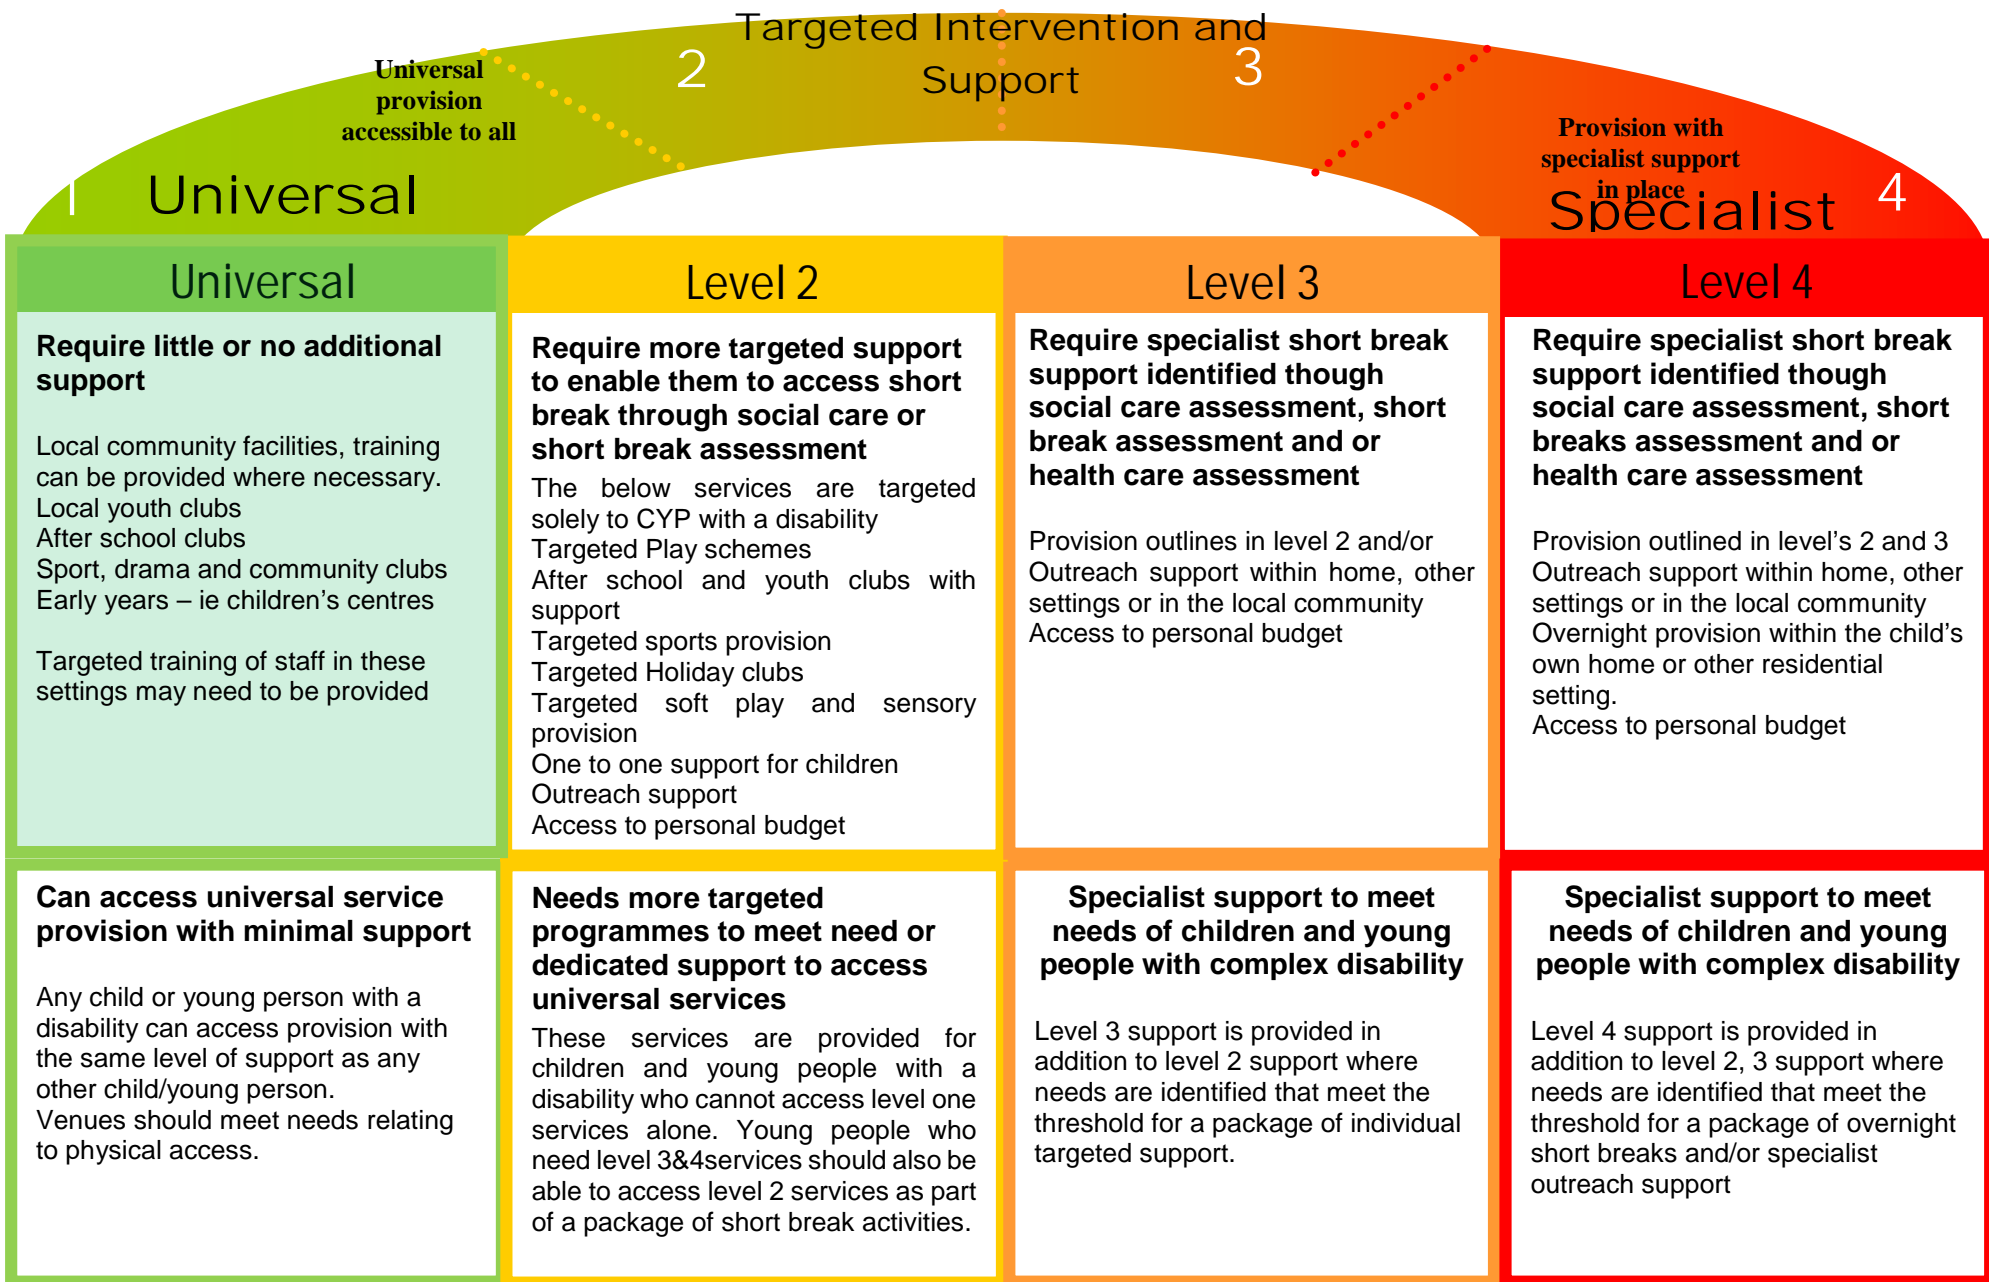 Targeted Intervention and
Support
Universal
provision
accessible to all
2
3
Provision with
specialist support
in place
1
Universal
Specialist
4
Universal
Require little or no additional
support
Local community facilities, training
can be provided where necessary.
Local youth clubs
After school clubs
Sport, drama and community clubs
Early years – ie children’s centres
Targeted training of staff in these
settings may need to be provided
Level 2
Require more targeted support
to enable them to access short
break through social care or
short break assessment
The below services are targeted
solely to CYP with a disability
Targeted Play schemes
After school and youth clubs with
support
Targeted sports provision
Targeted Holiday clubs
Targeted soft play and sensory
provision
One to one support for children
Outreach support
Access to personal budget
Level 3
Require specialist short break
support identified though
social care assessment, short
break assessment and or
health care assessment
Provision outlines in level 2 and/or
Outreach support within home, other
settings or in the local community
Access to personal budget
Level 4
Require specialist short break
support identified though
social care assessment, short
breaks assessment and or
health care assessment
Provision outlined in level’s 2 and 3
Outreach support within home, other
settings or in the local community
Overnight provision within the child’s
own home or other residential
setting.
Access to personal budget
Can access universal service
provision with minimal support
Any child or young person with a
disability can access provision with
the same level of support as any
other child/young person.
Venues should meet needs relating
to physical access.
Needs more targeted
programmes to meet need or
dedicated support to access
universal services
These services are provided for
children and young people with a
disability who cannot access level one
services alone. Young people who
need level 3&4services should also be
able to access level 2 services as part
of a package of short break activities.
Specialist support to meet
needs of children and young
people with complex disability
Level 3 support is provided in
addition to level 2 support where
needs are identified that meet the
threshold for a package of individual
targeted support.
Specialist support to meet
needs of children and young
people with complex disability
Level 4 support is provided in
addition to level 2, 3 support where
needs are identified that meet the
threshold for a package of overnight
short breaks and/or specialist
outreach support